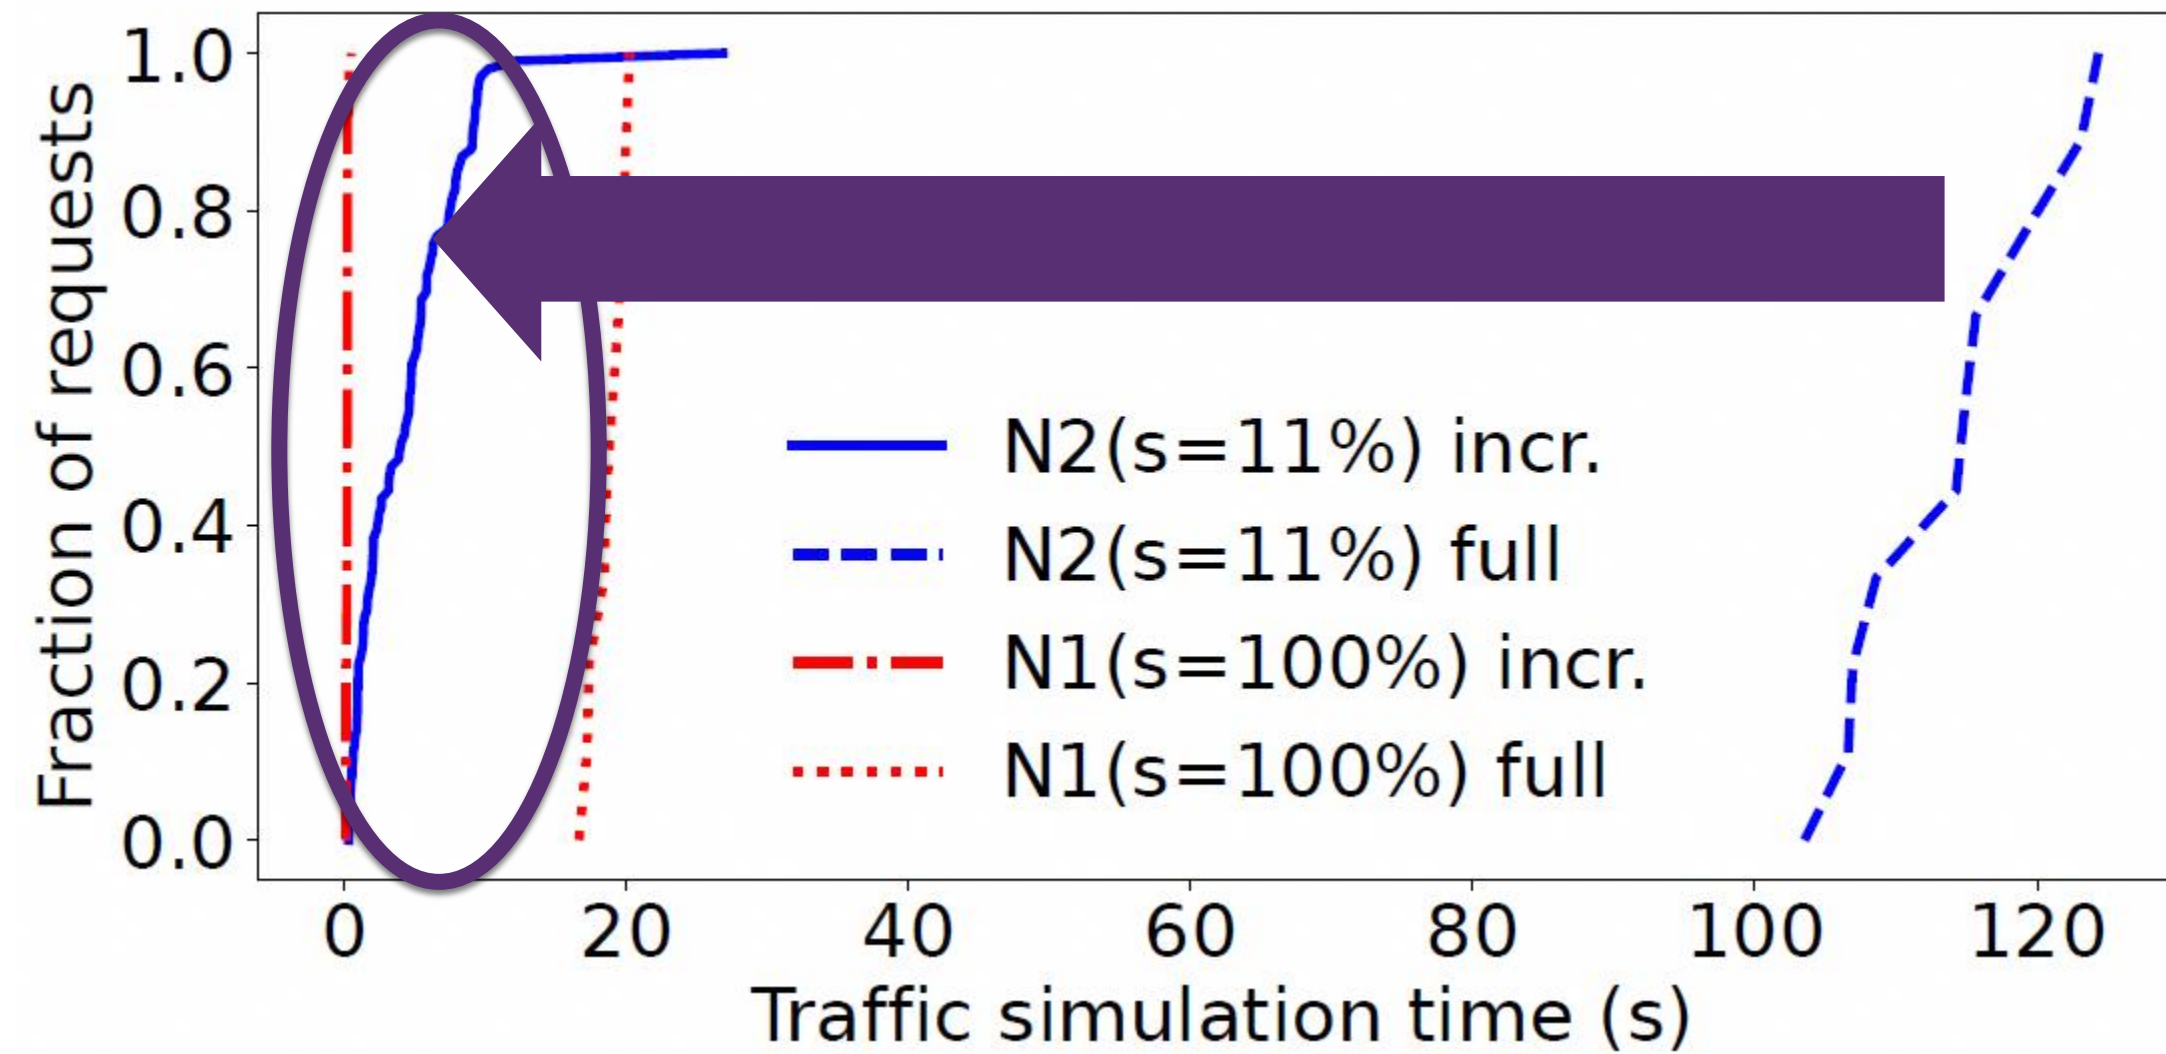 Fraction of requests
1.0
0.8
0.6
0.4
0.2
0.0
N2(s=11%) incr.
N2(s=11%) full
N1(s=100%) incr.
N1(s=100%) full
0 20 40 60 80 100 120
Traffic simulation time (s)